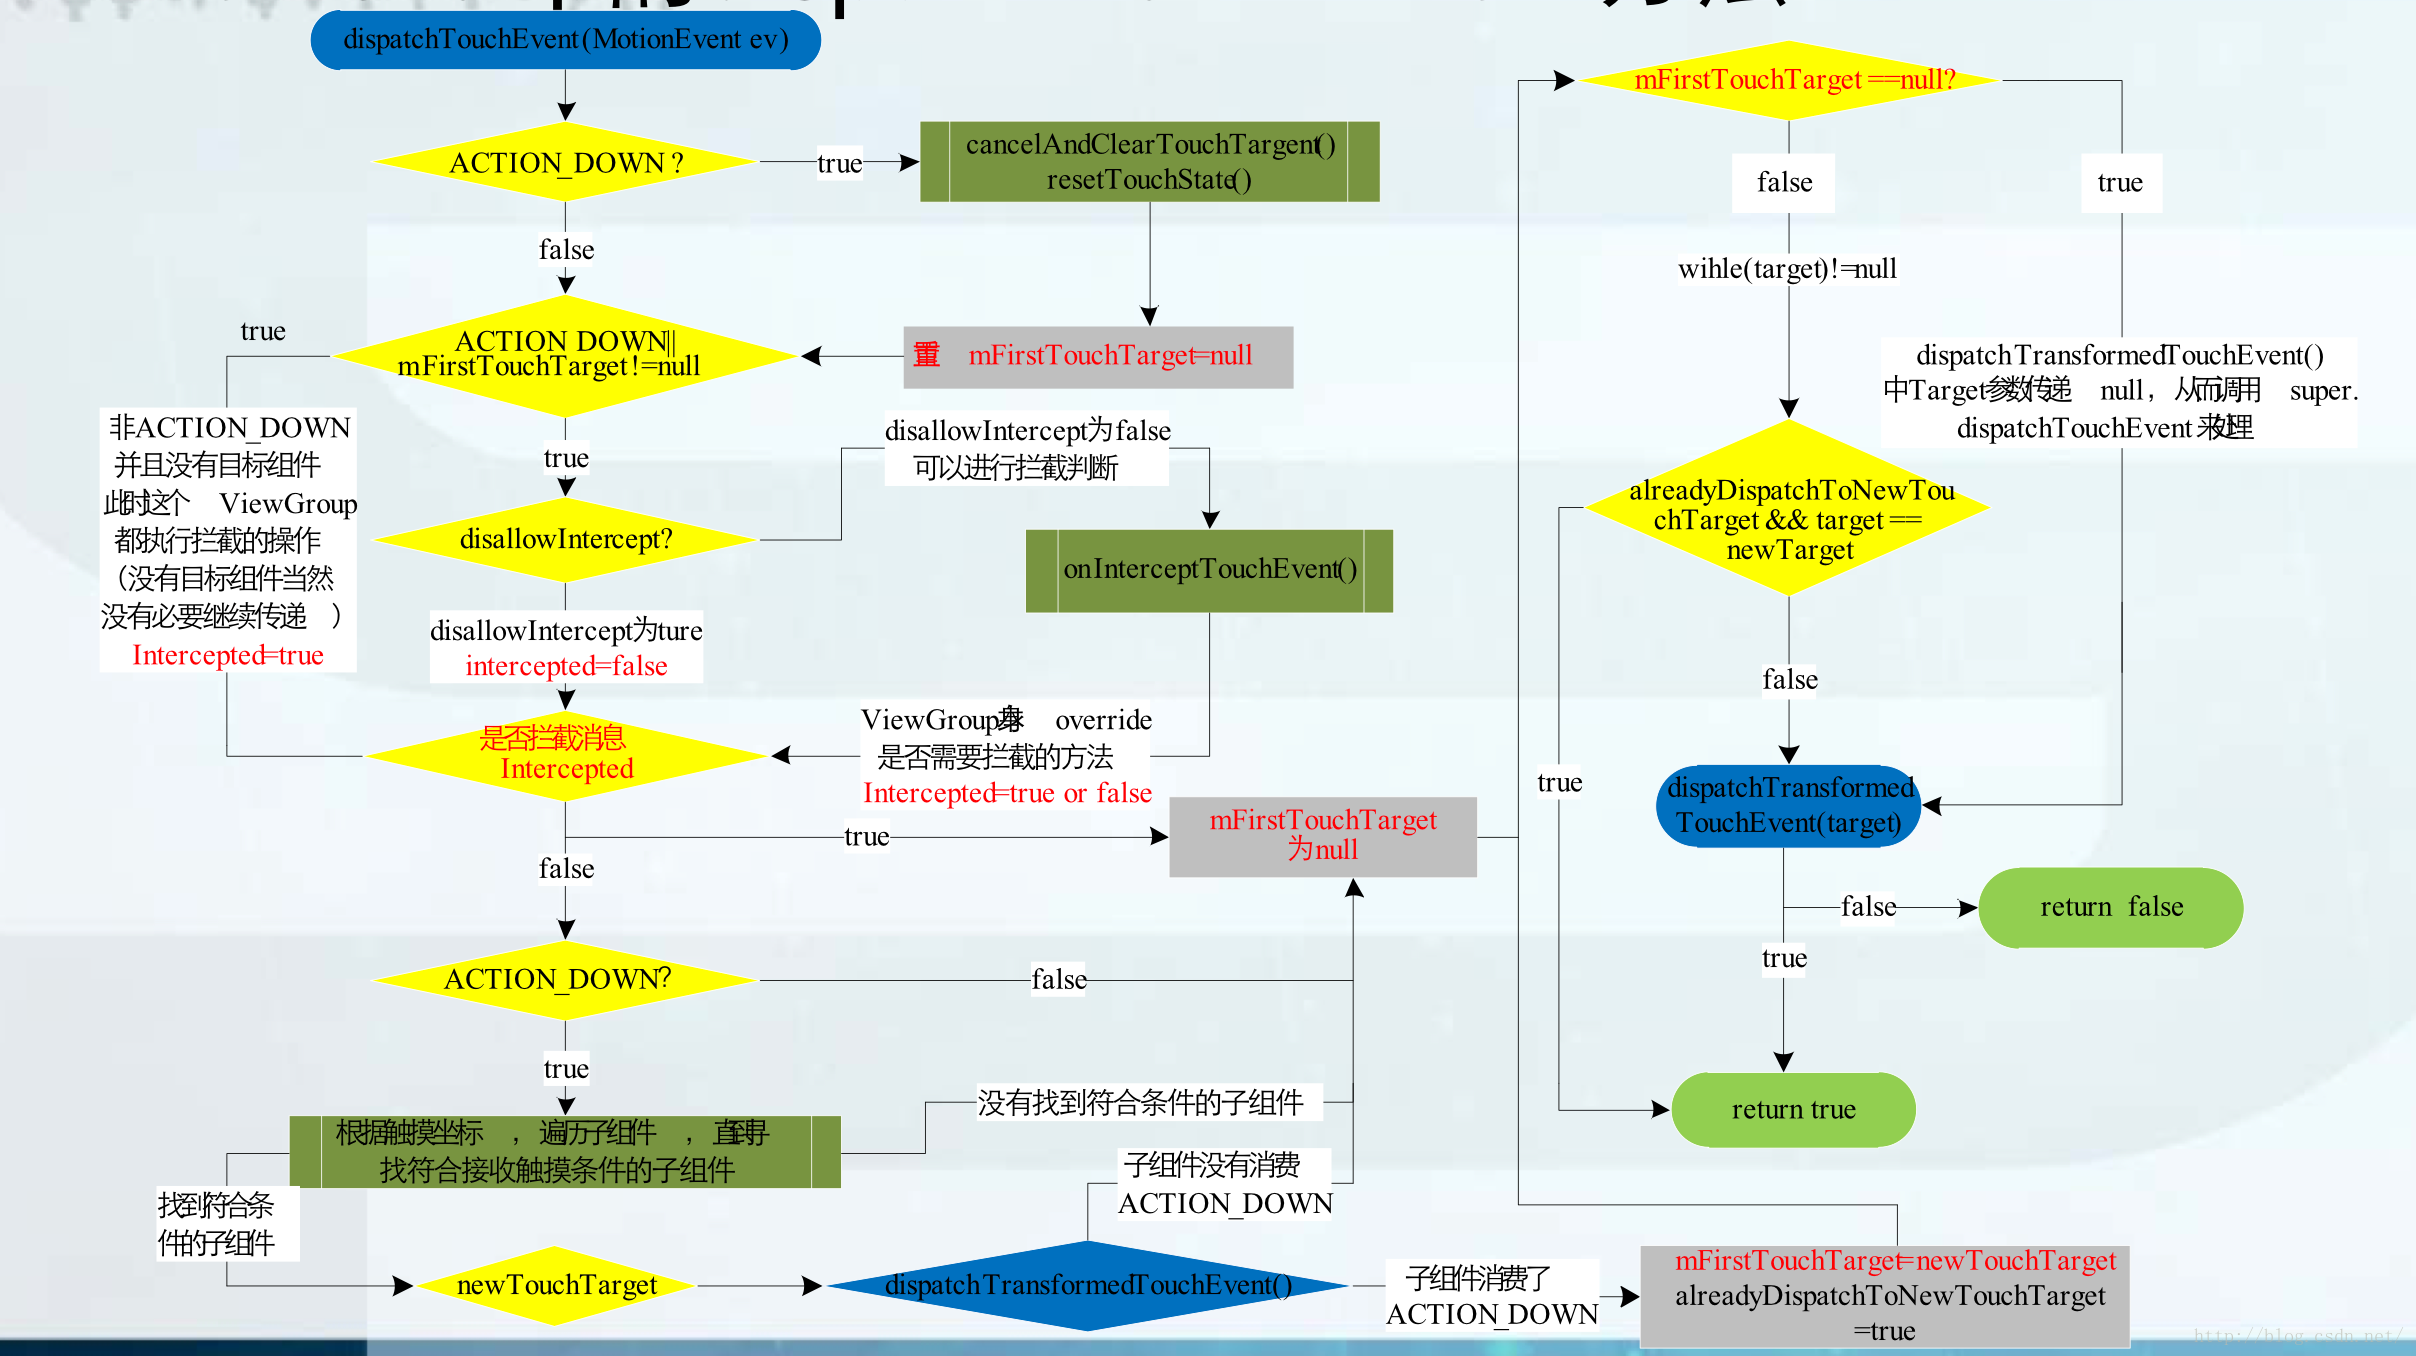 dispatchTouchEvent(MotionEvent ev)
ACTION_DOWN ?
true
cancelAndClearTouchTargent()
resetTouchState()
false
ACTION DOWN||
mFirstTouchTarget !=null
true
重 mFirstTouchTarget=null
非ACTION_DOWN
并且没有目标组件
此时这个 ViewGroup
都执行拦截的操作
（没有目标组件当然
没有必要继续传递 ）
Intercepted=true
true
disallowIntercept?
disallowIntercept为false
可以进行拦截判断
onInterceptTouchEvent()
disallowIntercept为ture
intercepted=false
ViewGroup本身 override
是否需要拦截的方法
Intercepted=true or false
是否拦截消息
Intercepted
true
mFirstTouchTarget
为null
false
ACTION_DOWN?
false
true
根据触摸坐标 ，遍历子组件 ，直到寻
找符合接收触摸条件的子组件
没有找到符合条件的子组件
找到符合条
件的子组件
newTouchTarget
dispatchTransformedTouchEvent()
子组件没有消费
ACTION_DOWN
子组件消费了
ACTION_DOWN
mFirstTouchTarget=newTouchTarget
alreadyDispatchToNewTouchTarget
=true
mFirstTouchTarget ==null?
false
true
wihle(target)!=null
dispatchTransformedTouchEvent()
中Target参数传递 null，从而调用 super.
dispatchTouchEvent 来处理
alreadyDispatchToNewTou
chTarget && target ==
newTarget
false
true
dispatchTransformed
TouchEvent(target)
false
return false
true
return true
http://blog.csdn.net/